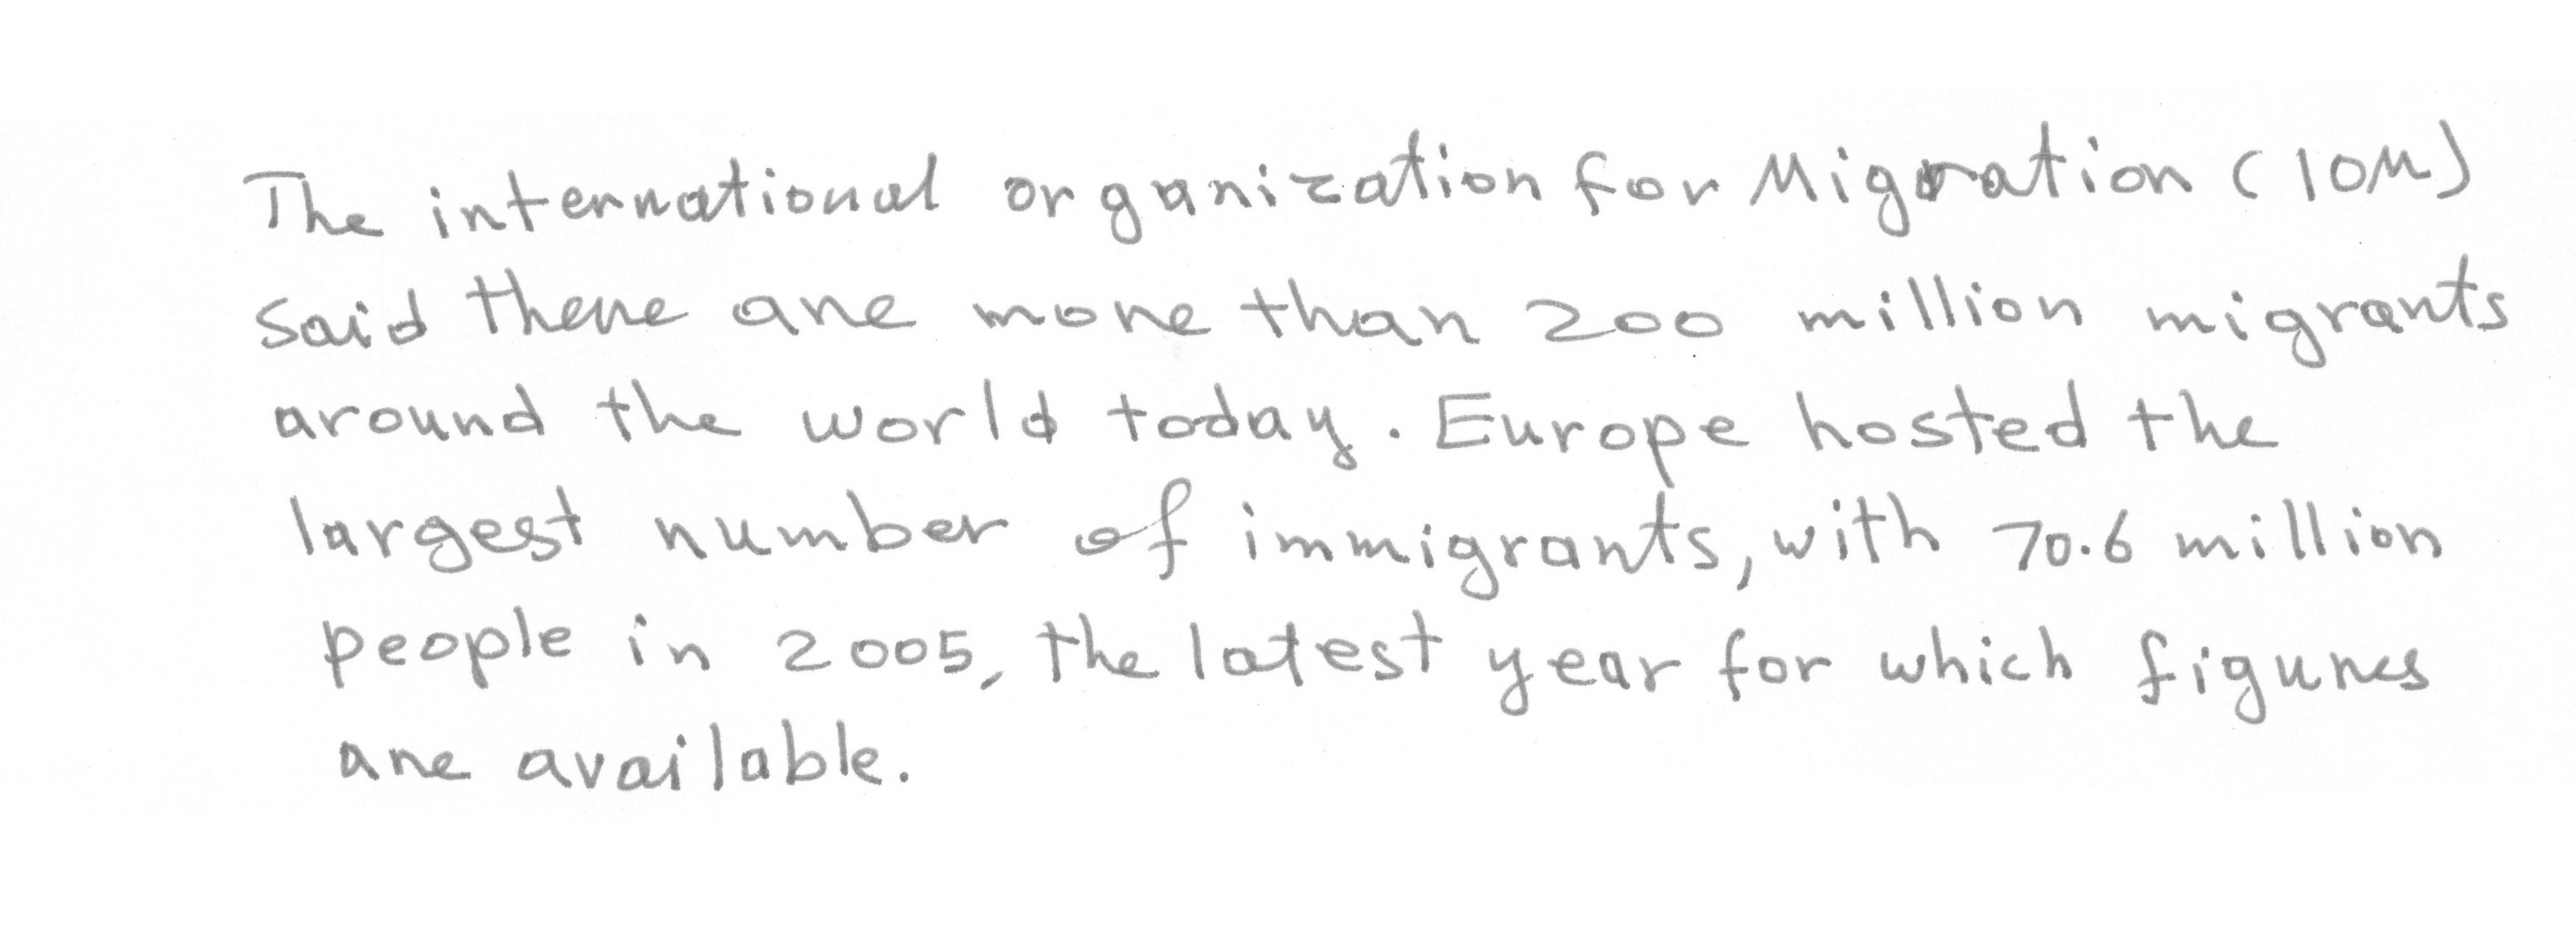 The international organization for Migration (IOM)
said there are more than 200 million migrants
around the world today. Europe hosted the
largest number of immigrants, with 70.6 million
people in 2005, the latest year for which figures
are available.